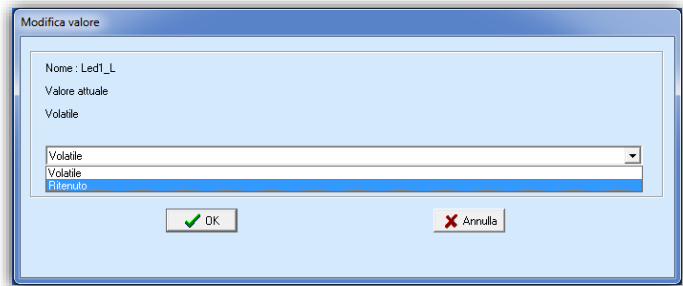 Modifica valore
Nome : Led1_L
Valore attuale
Volatile
Volatile
Volatile
Ritenuto
OK
Annulla